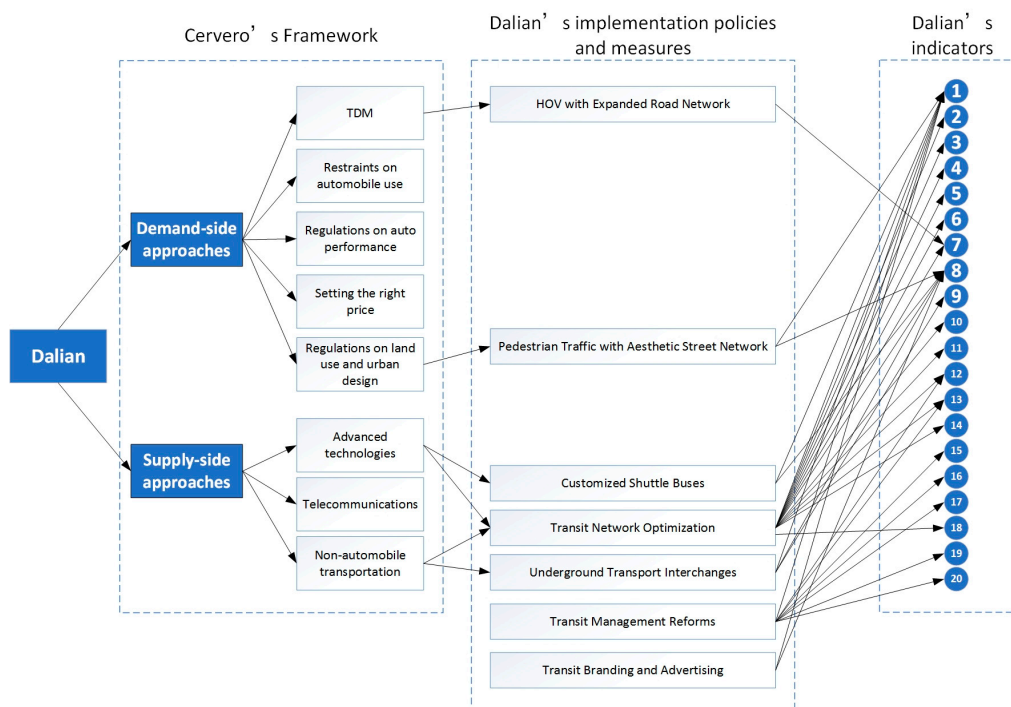 Cervero’s Framework
Dalian’s implementation policies
and measures
Dalian’s
indicators
Dalian
Demand-side
approaches
Supply-side
approaches
TDM
Restraints on
automobile use
Regulations on auto
performance
Setting the right
price
Regulations on land
use and urban
design
Advanced
technologies
Telecommunications
Non-automobile
transportation
HOV with Expanded Road Network
Pedestrian Traffic with Aesthetic Street Network
Customized Shuttle Buses
Transit Network Optimization
Underground Transport Interchanges
Transit Management Reforms
Transit Branding and Advertising
1
2
3
4
5
6
7
8
9
10
11
12
13
14
15
16
17
18
19
20